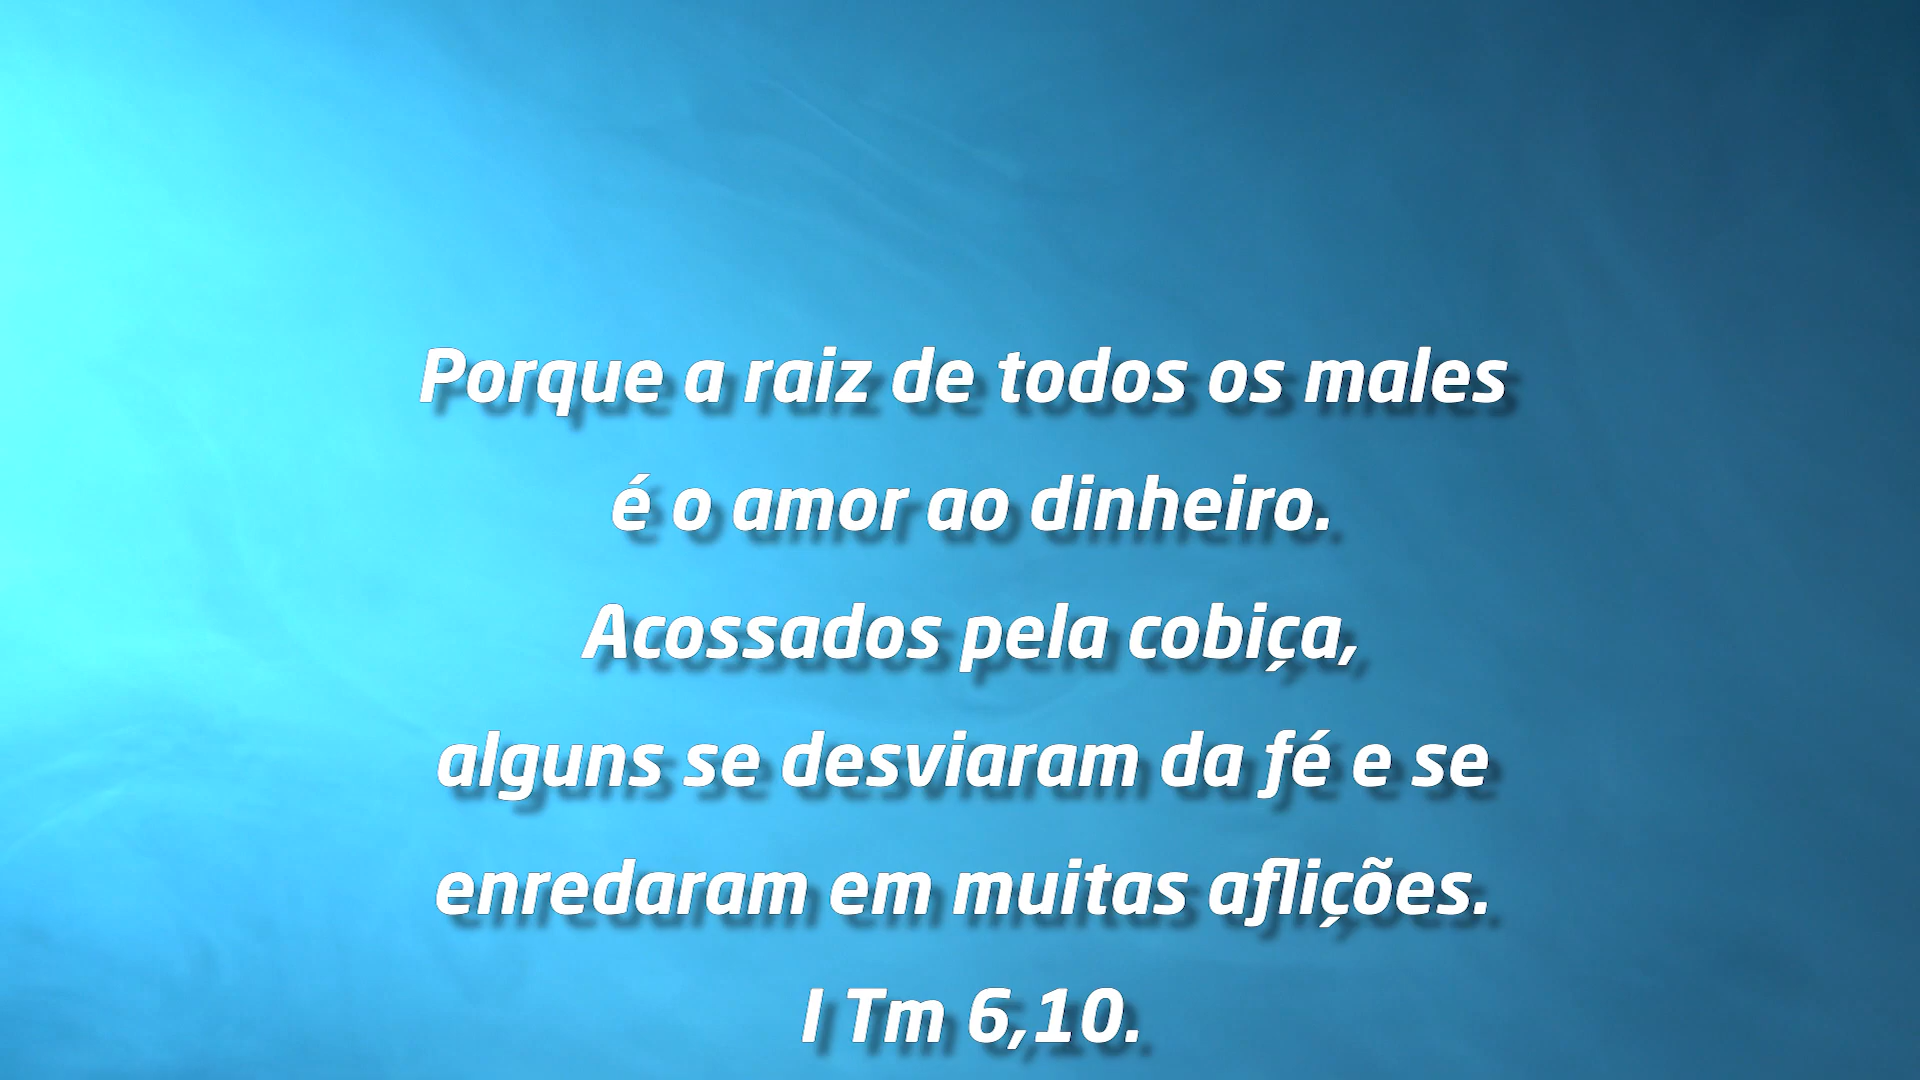 Porque a raiz de todos os males
é o amor ao dinheiro.
Acossados pela cobiça,
alguns se desviaram da fé e se
enredaram em muitas aflições.
I Tm 6,10.